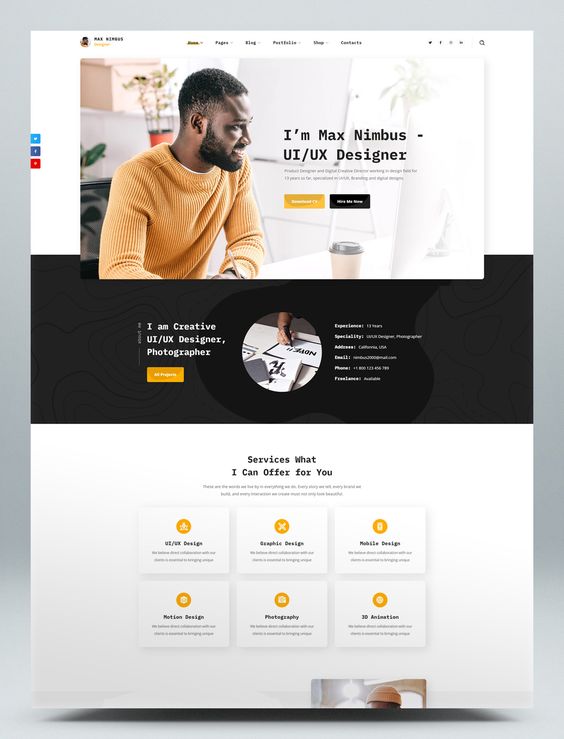 MAX NIMBUS
Designer
Home Pages Blog Portfolio Shop Contacts
I'm Max Nimbus -
UI/UX Designer
Product Designer and Digital Creative Director working in design field for
13 years so far, specialized in UI/UX, Branding and digital designs.
Download CV
Hire Me Now
about me
I am Creative
UI/UX Designer,
Photographer
All Projects
Experience: 13 Years
Speciality: UI/UX Designer, Photographer
Address: California, USA
Email: nimbus2000@mail.com
Phone: +1 800 123 456 789
Freelance: Available
Services What
I Can Offer for You
These are the words we live by in everything we do. Every story we tell, every brand we
build, and every interaction we create must not only look beautiful.
UI/UX Design
We believe direct collaboration with our
clients is essential to bringing unique
Graphic Design
We believe direct collaboration with our
clients is essential to bringing unique
Mobile Design
We believe direct collaboration with our
clients is essential to bringing unique
Motion Design
We believe direct collaboration with our
clients is essential to bringing unique
Photography
We believe direct collaboration with our
clients is essential to bringing unique
3D Animation
We believe direct collaboration with our
clients is essential to bringing unique